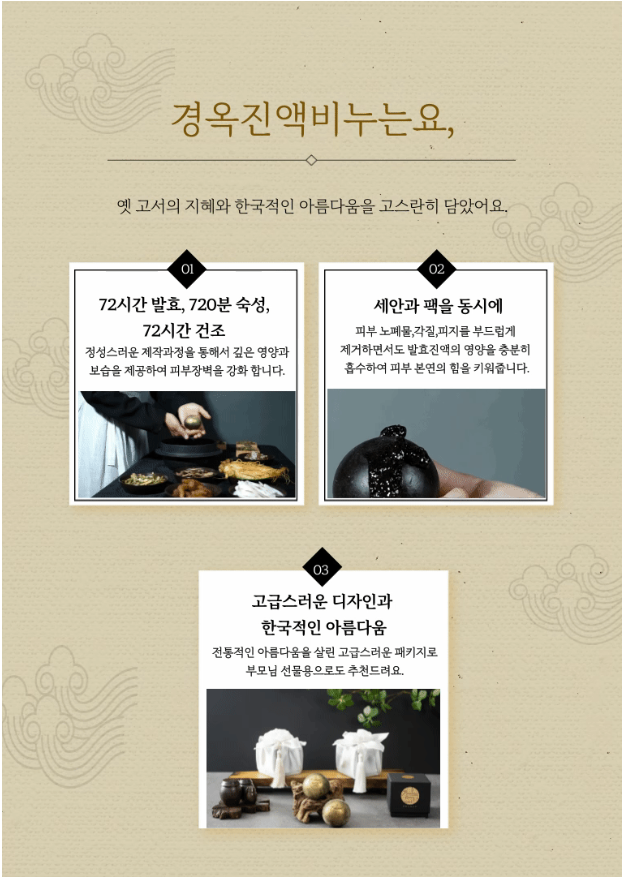 경옥진액비누는요,
옛 고서의 지혜와 한국적인 아름다움을 고스란히 담았어요.
01
72시간 발효, 720분 숙성,
72시간 건조
정성스러운 제작과정을 통해서 깊은 영양과
보습을 제공하여 피부장벽을 강화 합니다.
02
세안과 팩을 동시에
피부 노폐물,각질,피지를 부드럽게
제거하면서도 발효진액의 영양을 충분히
흡수하여 피부 본연의 힘을 키워줍니다.
03
고급스러운 디자인과
한국적인 아름다움
전통적인 아름다움을 살린 고급스러운 패키지로
부모님 선물용으로도 추천드려요.